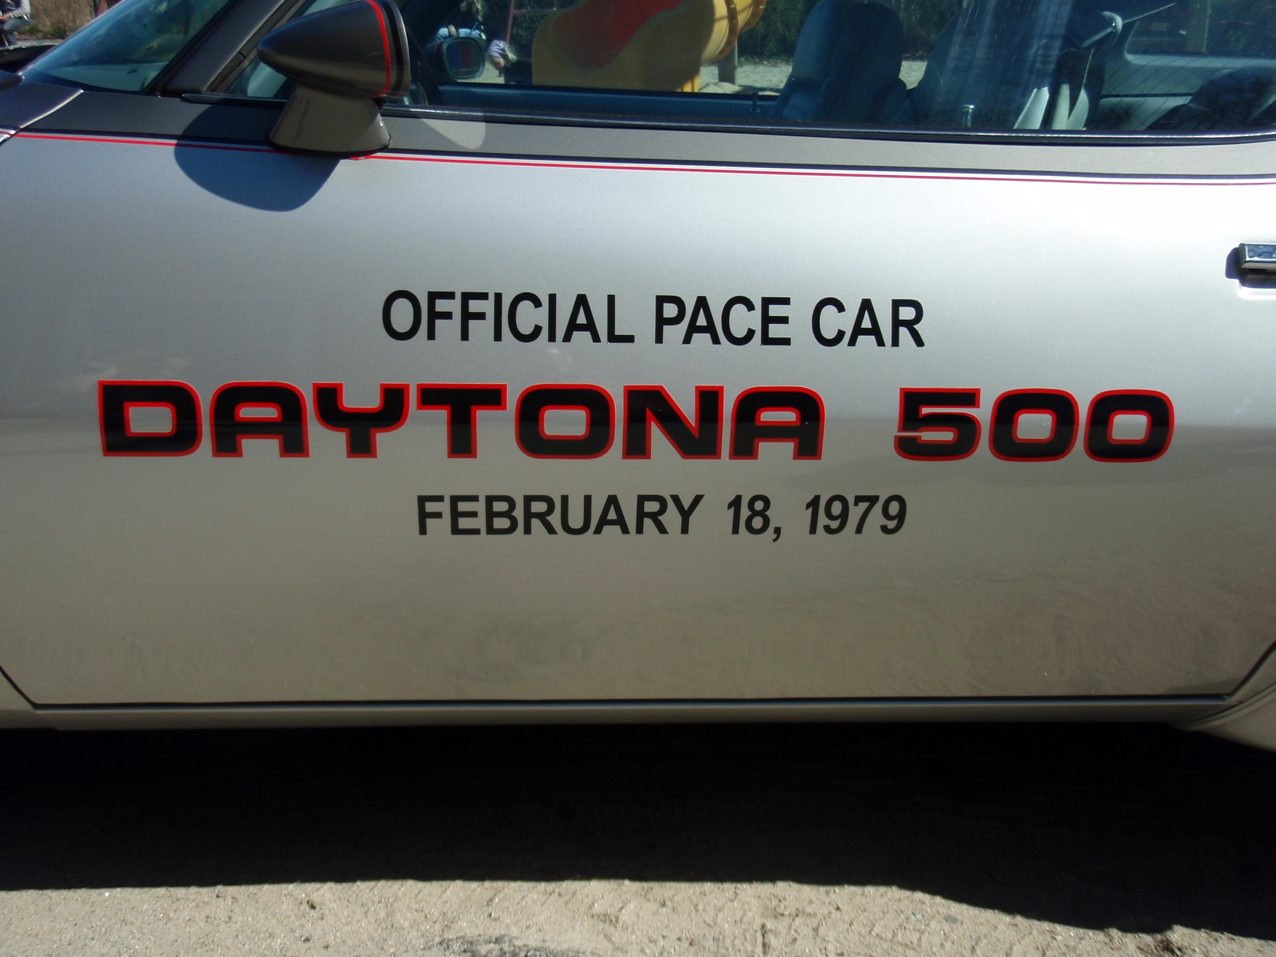 OFFICIAL PACE CAR
DAYTONA 500
FEBRUARY 18, 1979